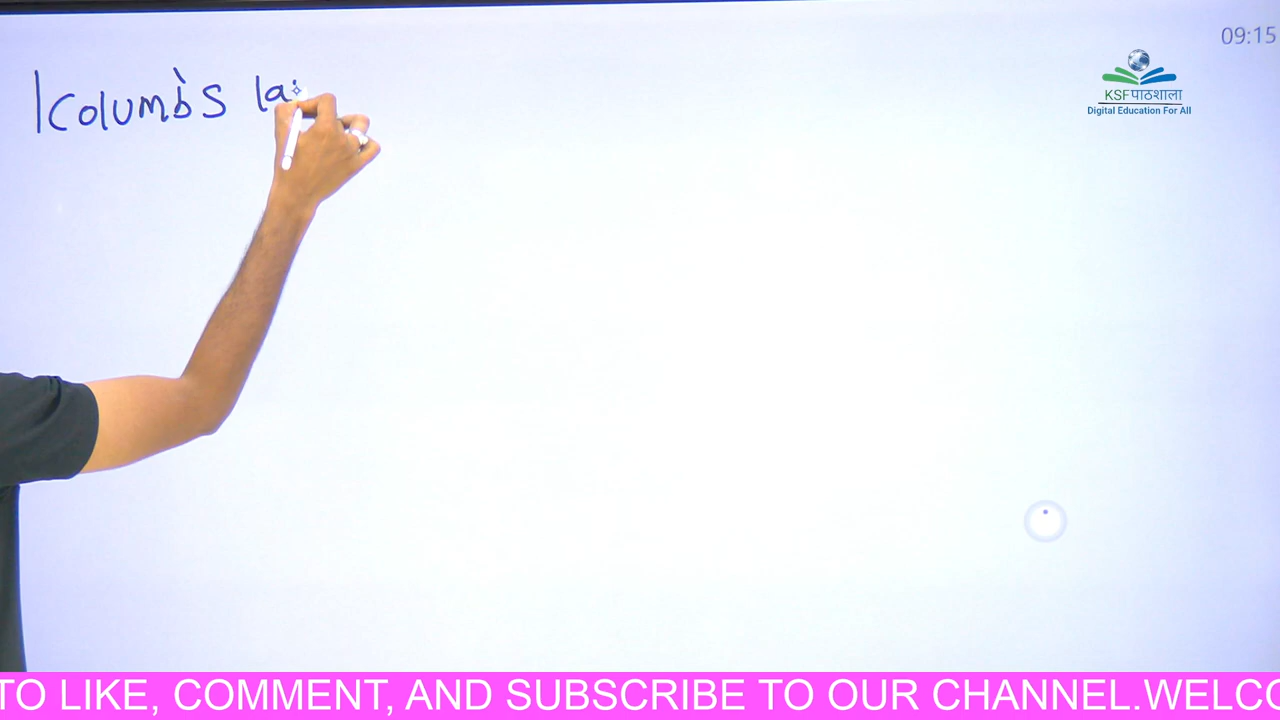 Columb's la
09:15
KSFपाठशाला
Digital Education For All
TO LIKE, COMMENT, AND SUBSCRIBE TO OUR CHANNEL.WELCO